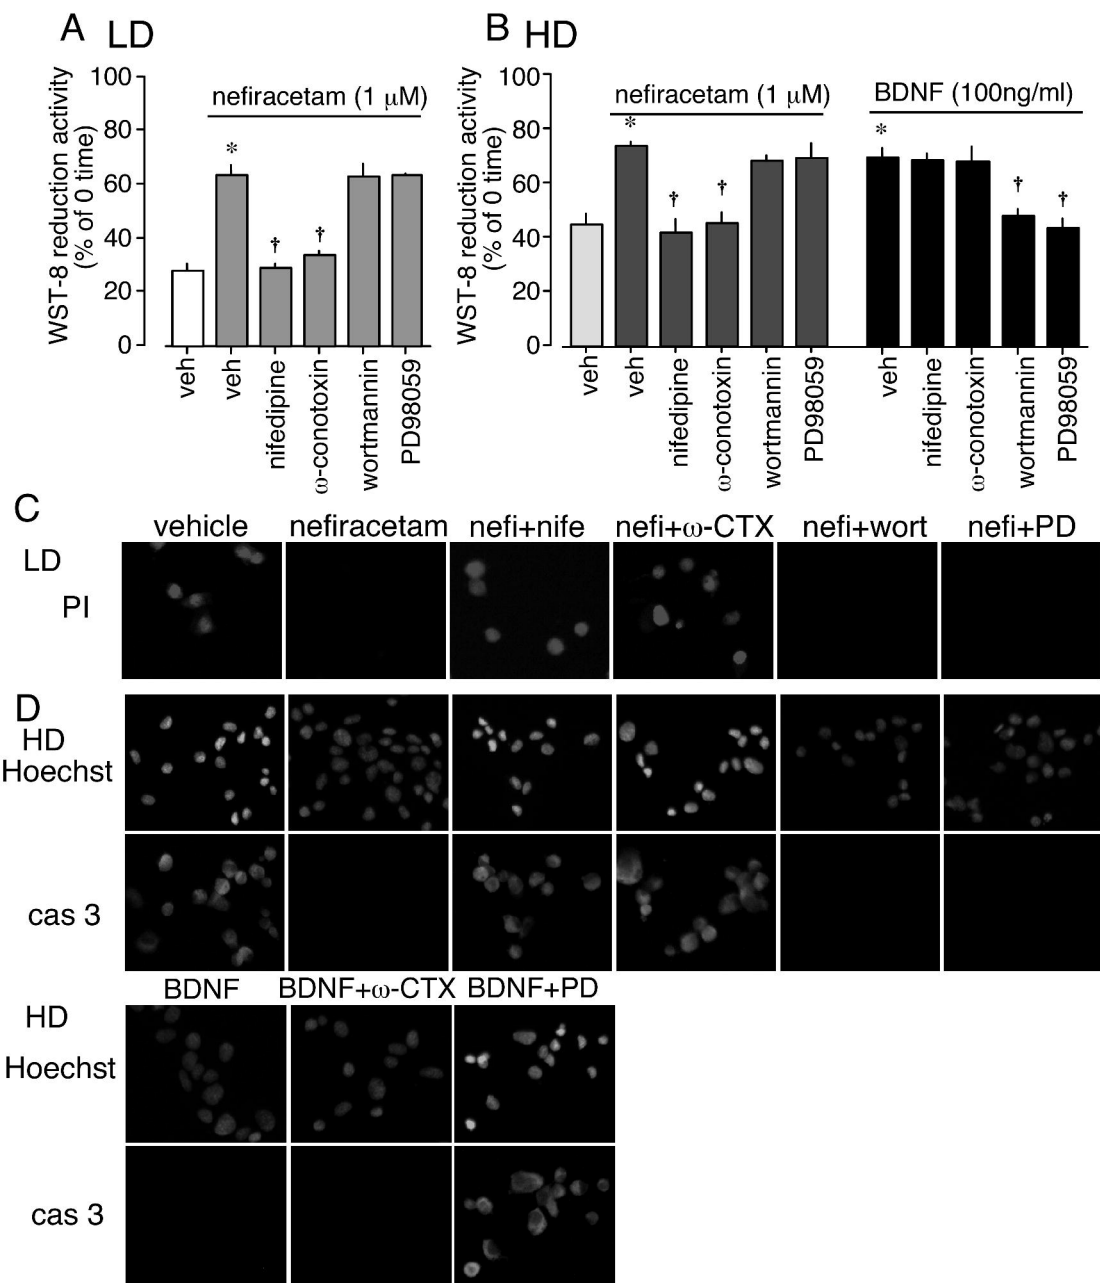 A LD
WST-8 reduction activity
(% of 0 time)
100
80
60
40
20
0
nefiracetam (1 μM)
*
†
†
veh
veh
nifedipine
ω-conotoxin
wortmannin
PD98059
B HD
WST-8 reduction activity
(% of 0 time)
100
80
60
40
20
0
nefiracetam (1 μM)
BDNF (100ng/ml)
*
†
†
*
†
†
veh
veh
nifedipine
ω-conotoxin
wortmannin
PD98059
veh
nifedipine
ω-conotoxin
wortmannin
PD98059
C
vehicle nefiracetam nefi+nife nefi+ω-CTX nefi+wort nefi+PD
LD
PI
D
HD
Hoechst
cas 3
BDNF BDNF+ω-CTX BDNF+PD
HD
Hoechst
cas 3